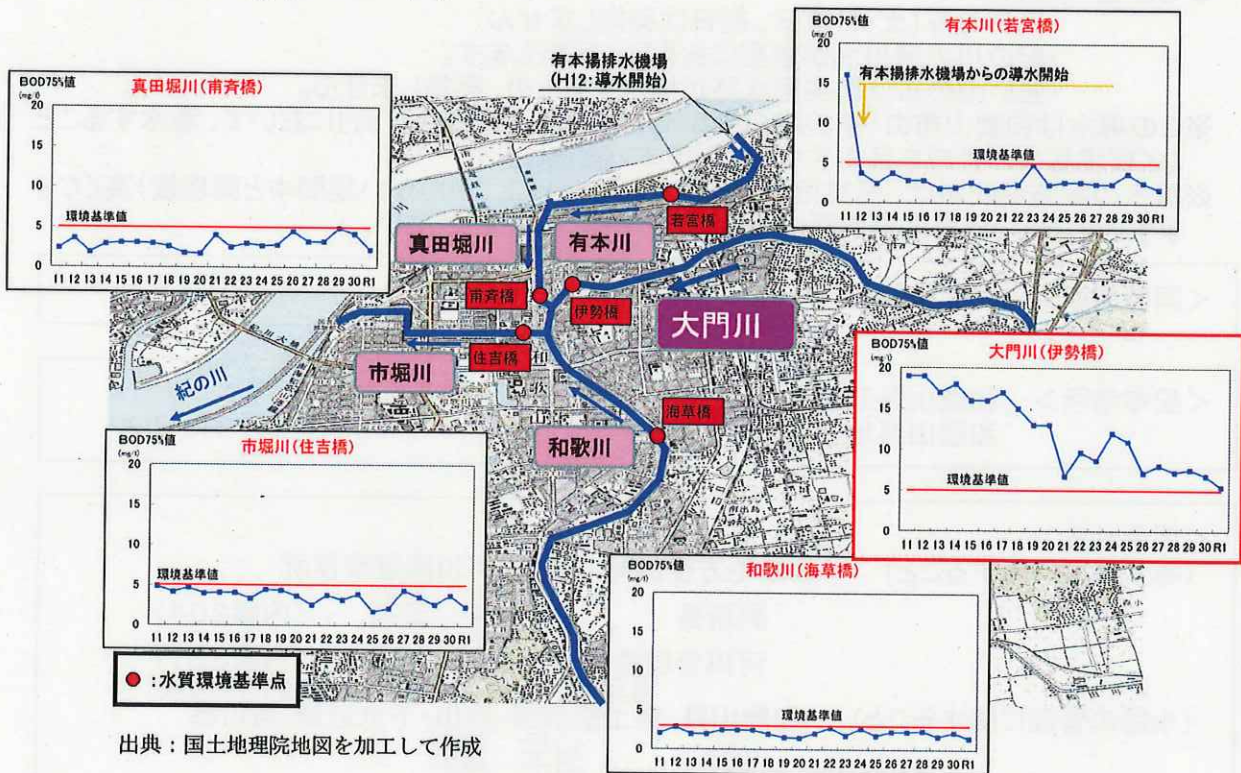 有本揚排水機場
(H12:導水開始)
BOD75%値
(mg/l)
有本川(若宮橋)
20
15
10
5
0
有本揚排水機場からの導水開始
環境基準値
11 12 13 14 15 16 17 18 19 20 21 22 23 24 25 26 27 28 29 30 R1
BOD75%値
(mg/l)
真田堀川(甫斉橋)
20
15
10
5
0
環境基準値
11 12 13 14 15 16 17 18 19 20 21 22 23 24 25 26 27 28 29 30 R1
若宮橋
真田堀川
有本川
甫斉橋
伊勢橋
大門川
住吉橋
市堀川
紀の川
海草橋
和歌川
BOD75%値
(mg/l)
大門川(伊勢橋)
20
15
10
5
0
環境基準値
11 12 13 14 15 16 17 18 19 20 21 22 23 24 25 26 27 28 29 30 R1
BOD75%値
(mg/l)
市堀川(住吉橋)
20
15
10
5
0
環境基準値
11 12 13 14 15 16 17 18 19 20 21 22 23 24 25 26 27 28 29 30 R1
BOD75%値
(mg/l)
和歌川(海草橋)
20
15
10
5
0
環境基準値
11 12 13 14 15 16 17 18 19 20 21 22 23 24 25 26 27 28 29 30 R1
:水質環境基準点
出典:国土地理院地図を加工して作成